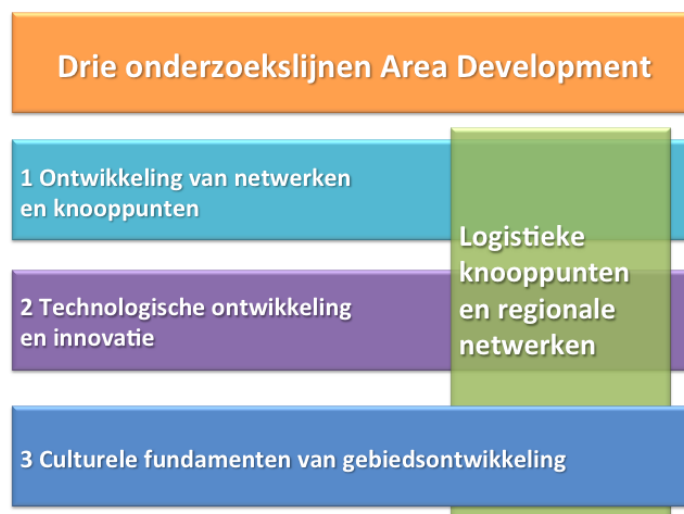 Drie onderzoekslijnen Area Development
1 Ontwikkeling van netwerken
en knooppunten
Logistieke
knooppunten
en regionale
netwerken
2 Technologische ontwikkeling
en innovatie
3 Culturele fundamenten van gebiedsontwikkeling